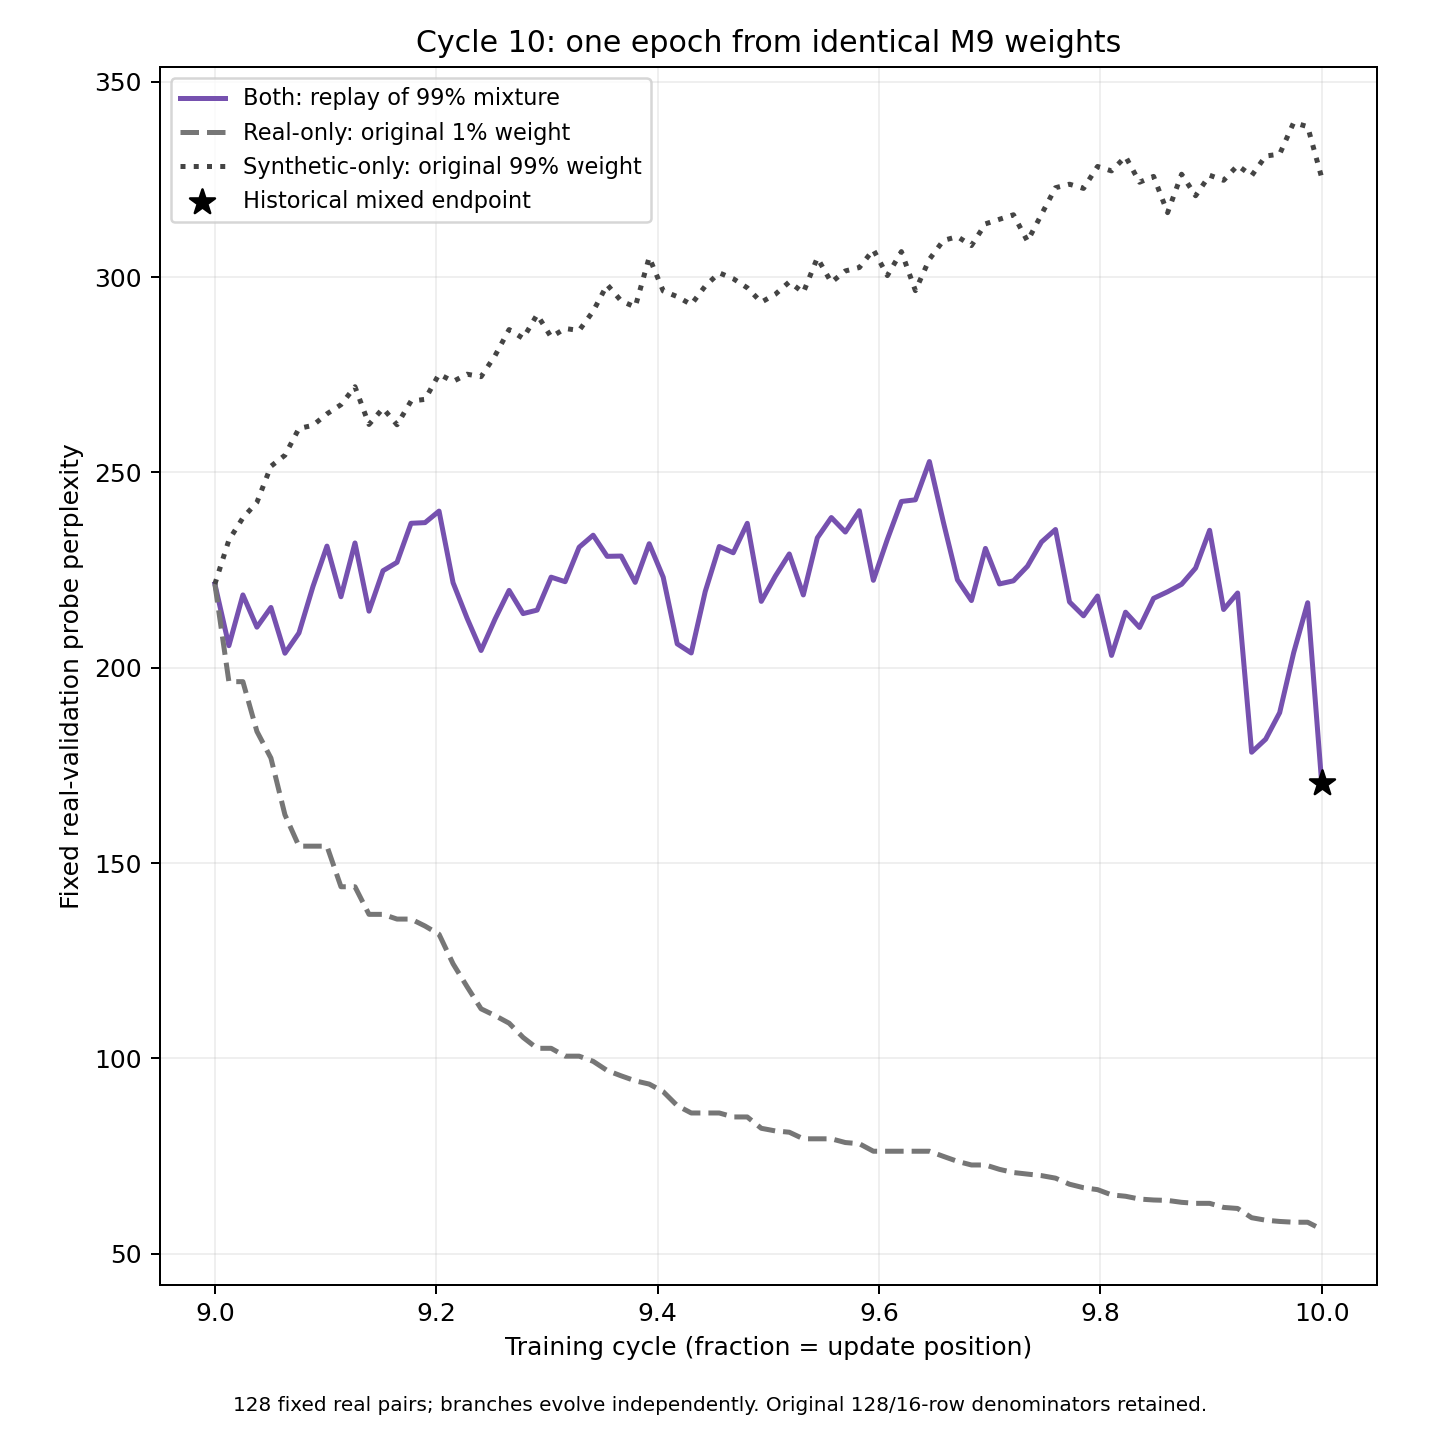 Cycle 10: one epoch from identical M9 weights
350
300
250
200
150
100
50
Fixed real-validation probe perplexity
Both: replay of 99% mixture
Real-only: original 1% weight
Synthetic-only: original 99% weight
Historical mixed endpoint
9.0 9.2 9.4 9.6 9.8 10.0
Training cycle (fraction = update position)
128 fixed real pairs; branches evolve independently. Original 128/16-row denominators retained.